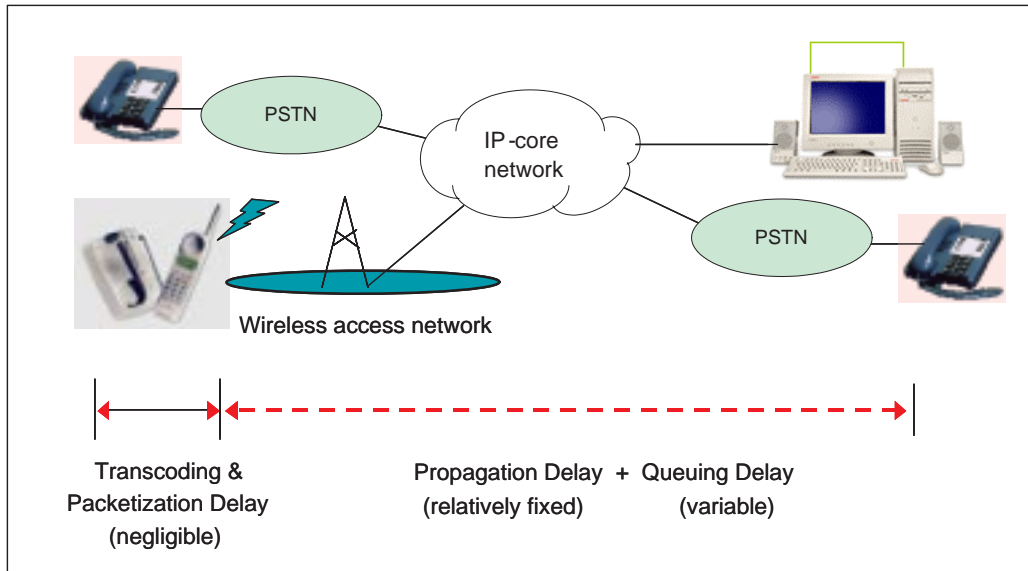 PSTN
IP-core
network
PSTN
Wireless access network
Transcoding &
Packetization Delay
(negligible)
Propagation Delay + Queuing Delay
(relatively fixed) (variable)